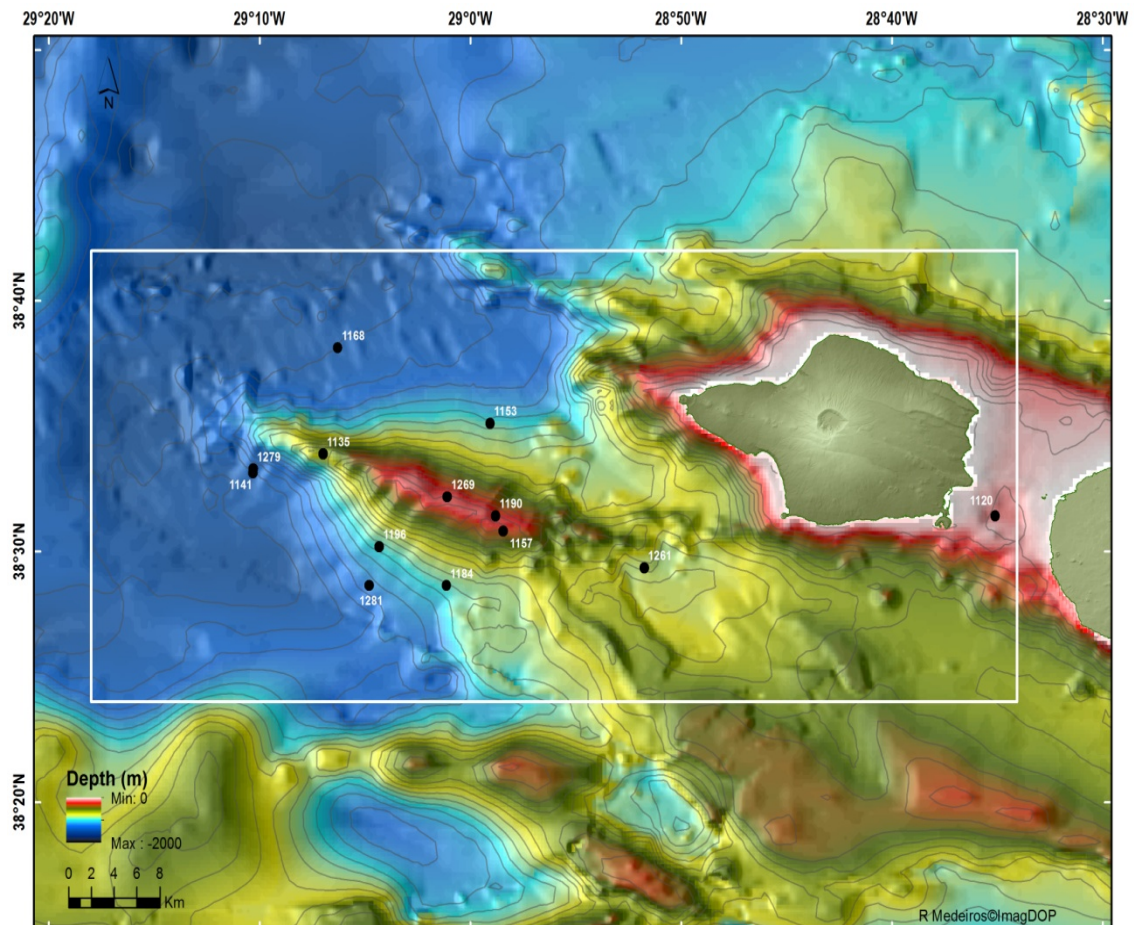 29°20'W 29°10'W 29°0'W 28°50'W 28°40'W 28°30'W
N
38°40'N
1168
1153
1135
1279
1141
1269
1190
1120
1157
38°30'N
1196
1261
1184
1281
38°20'N
Depth (m)
Min: 0
Max : -2000
0 2 4 6 8
Km
R Medeiros©ImagDOP